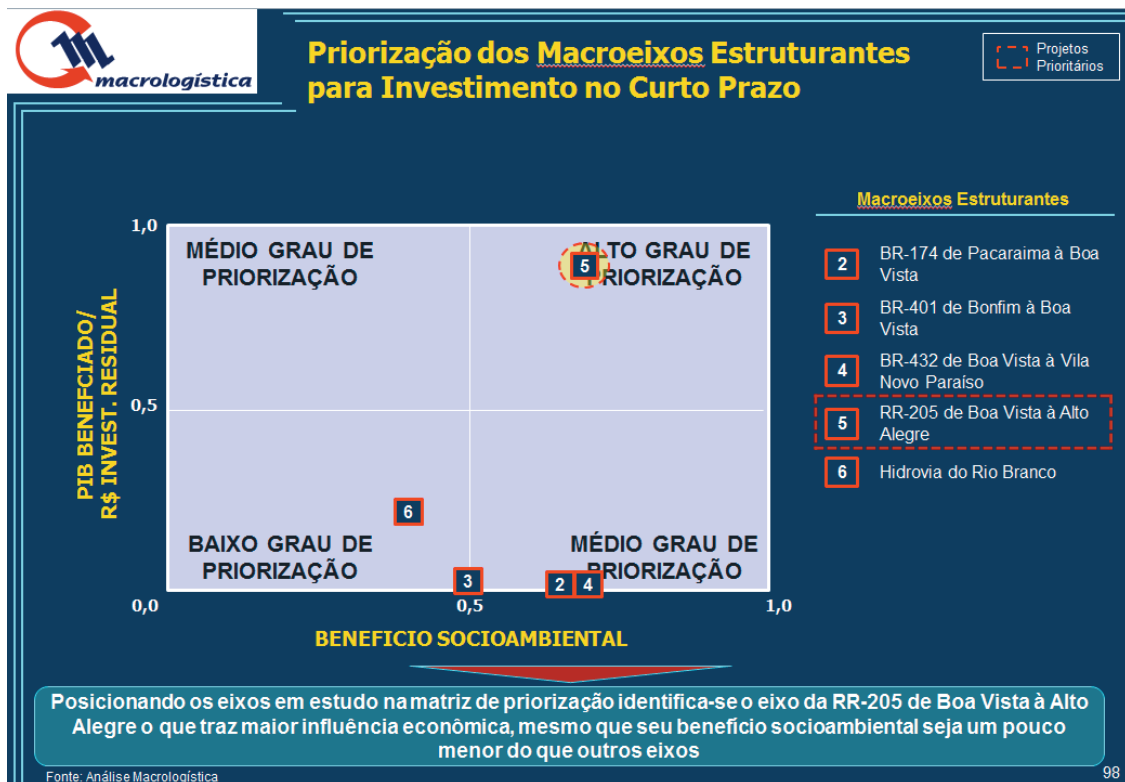 macrologística
Priorização dos Macroeixos Estruturantes
para Investimento no Curto Prazo
Projetos
Prioritários
Macroeixos Estruturantes
2
BR-174 de Pacaraima à Boa
Vista
3
BR-401 de Bonfim à Boa
Vista
4
BR-432 de Boa Vista à Vila
Novo Paraíso
5
RR-205 de Boa Vista à Alto
Alegre
6
Hidrovia do Rio Branco
PIB BENEFCIADO/
R$ INVEST. RESIDUAL
1,0
0,5
0,0
0,5
1,0
MÉDIO GRAU DE
PRIORIZAÇÃO
ALTO GRAU DE
PRIORIZAÇÃO
5
6
BAIXO GRAU DE
PRIORIZAÇÃO
MÉDIO GRAU DE
PRIORIZAÇÃO
3
2
4
BENEFICIO SOCIOAMBIENTAL
Posicionando os eixos em estudo na matriz de priorização identifica-se o eixo da RR-205 de Boa Vista à Alto
Alegre o que traz maior influência econômica, mesmo que seu benefício socioambiental seja um pouco
menor do que outros eixos
Fonte: Análise Macrologística
98